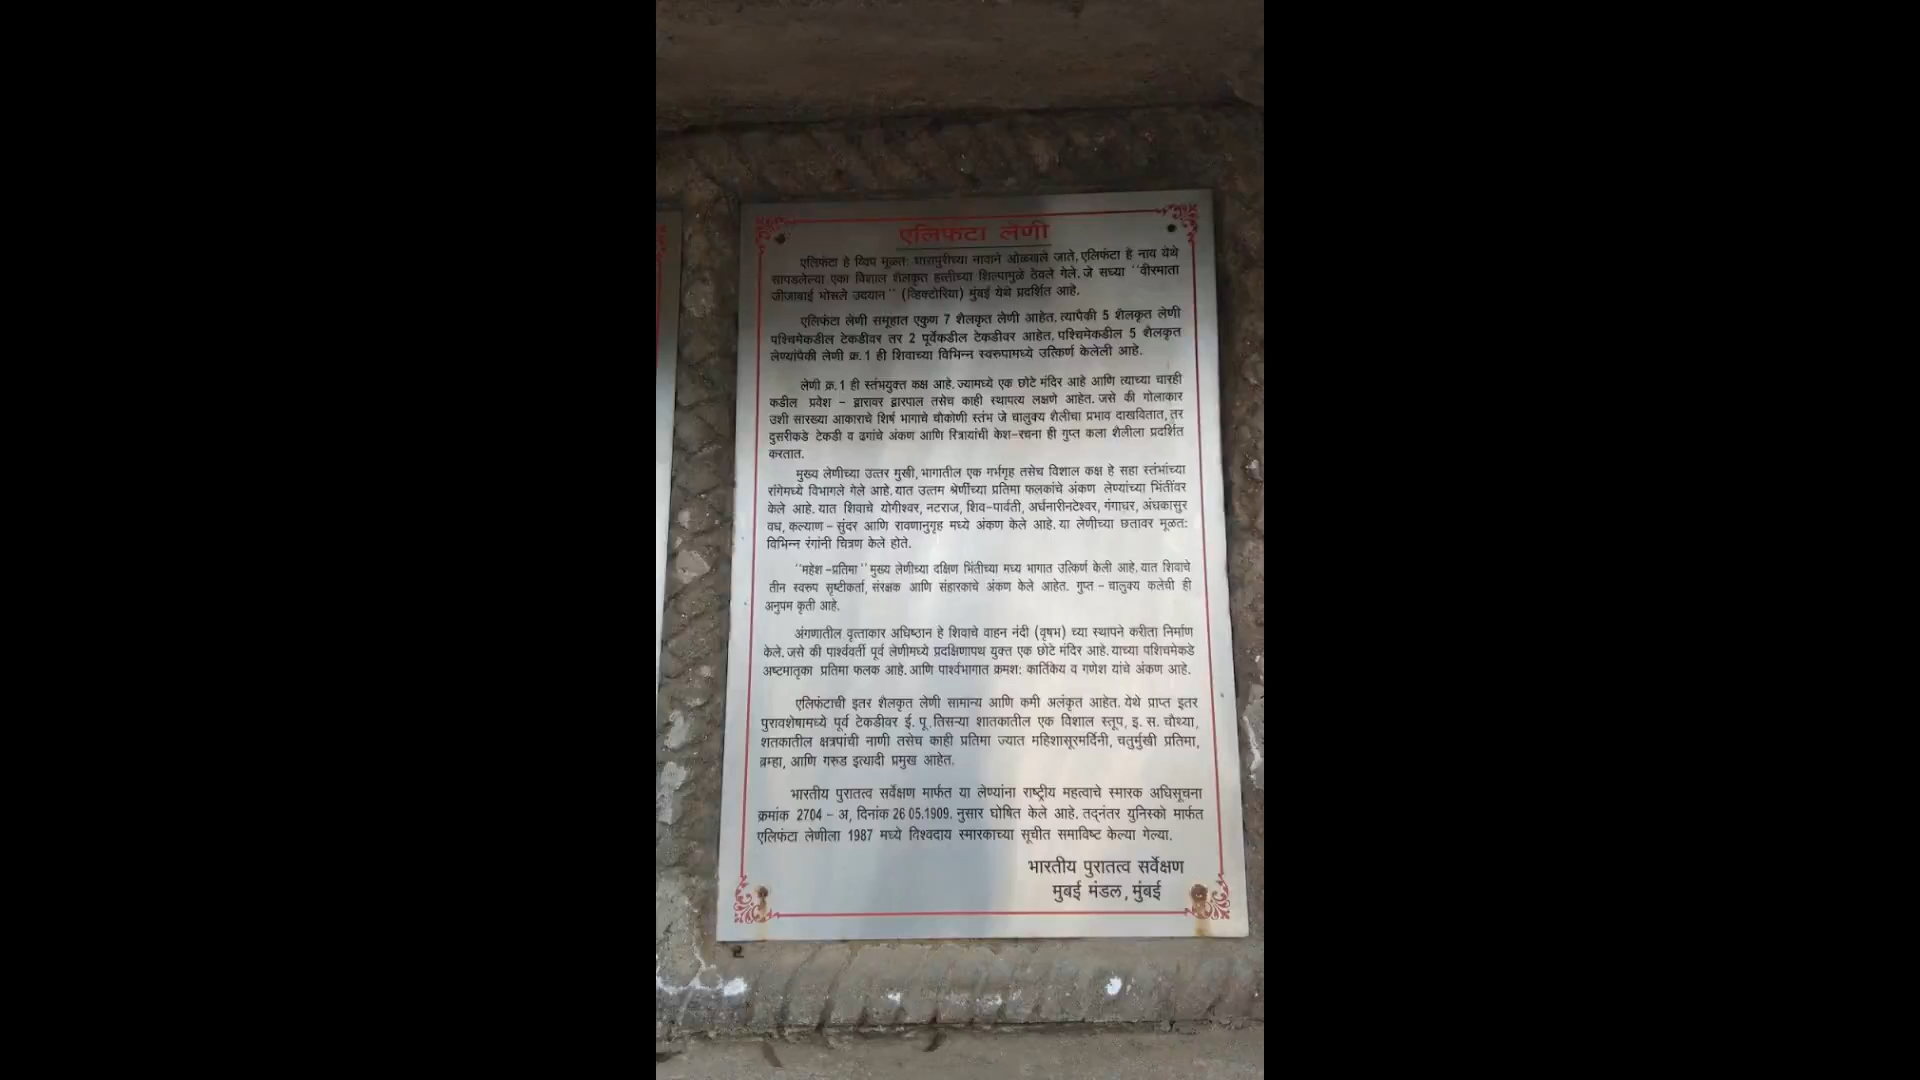 एलिफंटा लेणी
एलिफंटा हे व्दिप मूळतः घारापुरीच्या नावाने ओळखले जाते, एलिफंटा हे नाव येथे
सापडलेल्या एका विशाल शैलकृत हत्तीच्या शिल्पामुळे ठेवले गेले. जे सध्या ''वीरमाता
जीजाबाई भोसले उदयान'' (व्हिक्टोरिया) मुंबई येथे प्रदर्शित आहे.
एलिफंटा लेणी समूहात एकुण 7 शैलकृत लेणी आहेत. त्यापैकी 5 शैलकृत लेणी
पश्चिमेकडील टेकडीवर तर 2 पूर्वेकडील टेकडीवर आहेत, पश्चिमेकडील 5 शैलकृत
लेण्यांपैकी लेणी क्र. 1 ही शिवाच्या विभिन्न स्वरुपामध्ये उत्किर्ण केलेली आहे.
लेणी क्र. 1 ही स्तंभयुक्त कक्ष आहे. ज्यामध्ये एक छोटे मंदिर आहे आणि त्याच्या चारही
कडील प्रवेश – द्वारावर द्वारपाल तसेच काही स्थापत्य लक्षणे आहेत. जसे की गोलाकार
उशी सारख्या आकाराचे शिर्ष भागाचे चौकोणी स्तंभ जे चालुक्य शैलीचा प्रभाव दाखवितात, तर
दुसरीकडे टेकडी व ढगांचे अंकण आणि स्त्रियांची केश–रचना ही गुप्त कला शैलीला प्रदर्शित
करतात.
मुख्य लेणीच्या उत्तर मुखी, भागातील एक गर्भगृह तसेच विशाल कक्ष हे सहा स्तंभांच्या
रांगेमध्ये विभागले गेले आहे. यात उत्तम श्रेणींच्या प्रतिमा फलकांचे अंकण लेण्यांच्या भिंतींवर
केले आहे. यात शिवाचे योगीश्वर, नटराज, शिव–पार्वती, अर्धनारीनटेश्वर, गंगाधर, अंधकासुर
वध, कल्याण – सुंदर आणि रावणानुगृह मध्ये अंकण केले आहे. या लेणीच्या छतावर मूळतः
विभिन्न रंगांनी चित्रण केले होते.
''महेश –प्रतिमा'' मुख्य लेणीच्या दक्षिण भिंतीच्या मध्य भागात उत्किर्ण केली आहे, यात शिवाचे
तीन स्वरुप सृष्टीकर्ता, संरक्षक आणि संहारकाचे अंकण केले आहेत. गुप्त – चालुक्य कलेची ही
अनुपम कृती आहे.
अंगणातील वृत्ताकार अधिष्ठान हे शिवाचे वाहन नंदी (वृषभ) च्या स्थापने करीता निर्माण
केले. जसे की पार्श्ववर्ती पूर्व लेणीमध्ये प्रदक्षिणापथ युक्त एक छोटे मंदिर आहे. याच्या पशिचमेकडे
अष्टमातृका प्रतिमा फलक आहे. आणि पार्श्वभागात क्रमशः कार्तिकेय व गणेश यांचे अंकण आहे.
एलिफंटाची इतर शैलकृत लेणी सामान्य आणि कमी अलंकृत आहेत. येथे प्राप्त इतर
पुरावशेषामध्ये पूर्व टेकडीवर ई. पू. तिसऱ्या शातकातील एक विशाल स्तूप, इ. स. चौथ्या,
शतकातील क्षत्रपांची नाणी तसेच काही प्रतिमा ज्यात महिशासूरमर्दिनी, चतुर्मुखी प्रतिमा,
ब्रम्हा, आणि गरुड इत्यादी प्रमुख आहेत.
भारतीय पुरातत्व सर्वेक्षण मार्फत या लेण्यांना राष्ट्रीय महत्वाचे स्मारक अधिसूचना
क्रमांक 2704 – अ, दिनांक 26 05.1909. नुसार घोषित केले आहे. तद्नंतर युनिस्को मार्फत
एलिफंटा लेणीला 1987 मध्ये विश्वदाय स्मारकाच्या सूचीत समाविष्ट केल्या गेल्या.
भारतीय पुरातत्व सर्वेक्षण
मुबई मंडल, मुंबई